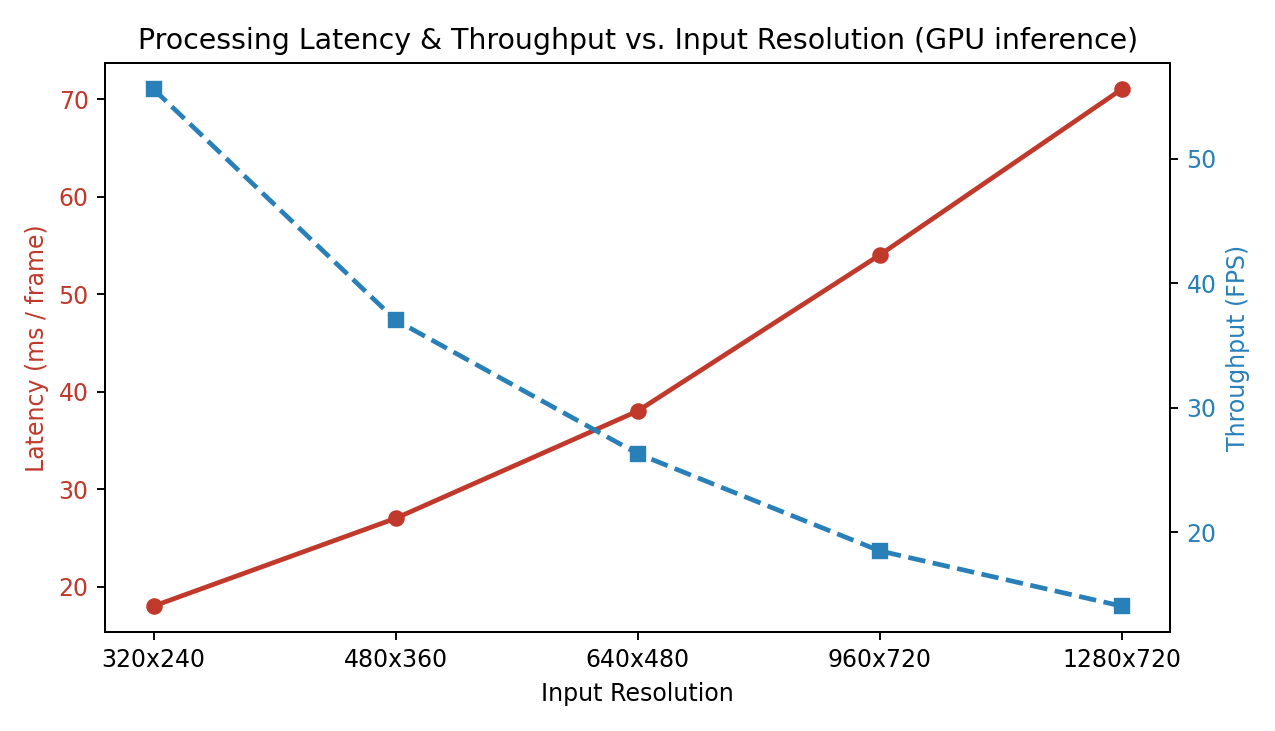 Processing Latency & Throughput vs. Input Resolution (GPU inference)
Latency (ms / frame)
70
60
50
40
30
20
Throughput (FPS)
50
40
30
20
320x240 480x360 640x480 960x720 1280x720
Input Resolution